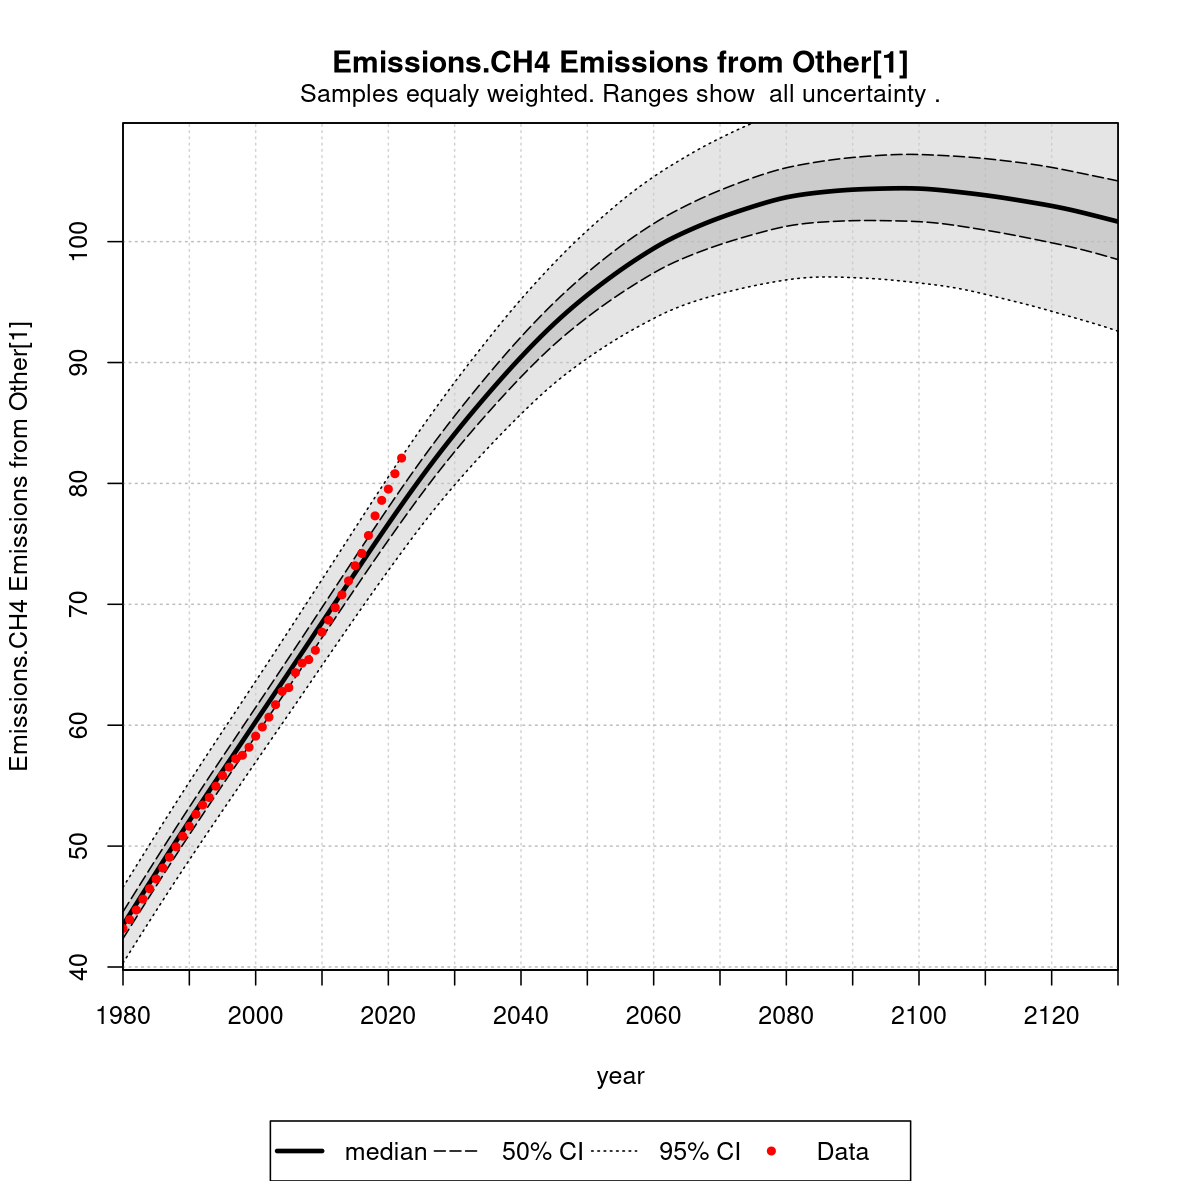 Emissions.CH4 Emissions from Other[1]
Samples equaly weighted. Ranges show  all uncertainty .
Emissions.CH4 Emissions from Other[1]
100
90
80
70
60
50
40
1980 2000 2020 2040 2060 2080 2100 2120
year
median 50% CI 95% CI Data